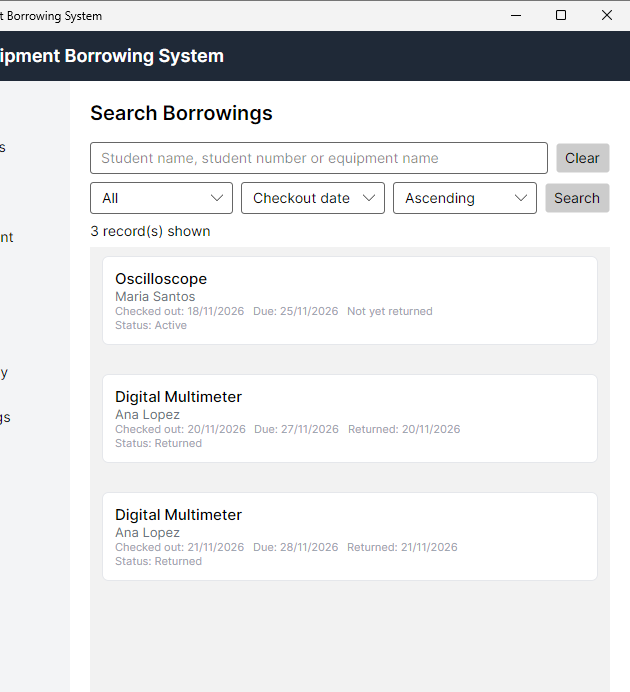 t Borrowing System
ipment Borrowing System
s
nt
y
gs
Search Borrowings
Student name, student number or equipment name
Clear
All
Checkout date
Ascending
Search
3 record(s) shown
Oscilloscope
Maria Santos
Checked out: 18/11/2026 Due: 25/11/2026 Not yet returned
Status: Active
Digital Multimeter
Ana Lopez
Checked out: 20/11/2026 Due: 27/11/2026 Returned: 20/11/2026
Status: Returned
Digital Multimeter
Ana Lopez
Checked out: 21/11/2026 Due: 28/11/2026 Returned: 21/11/2026
Status: Returned